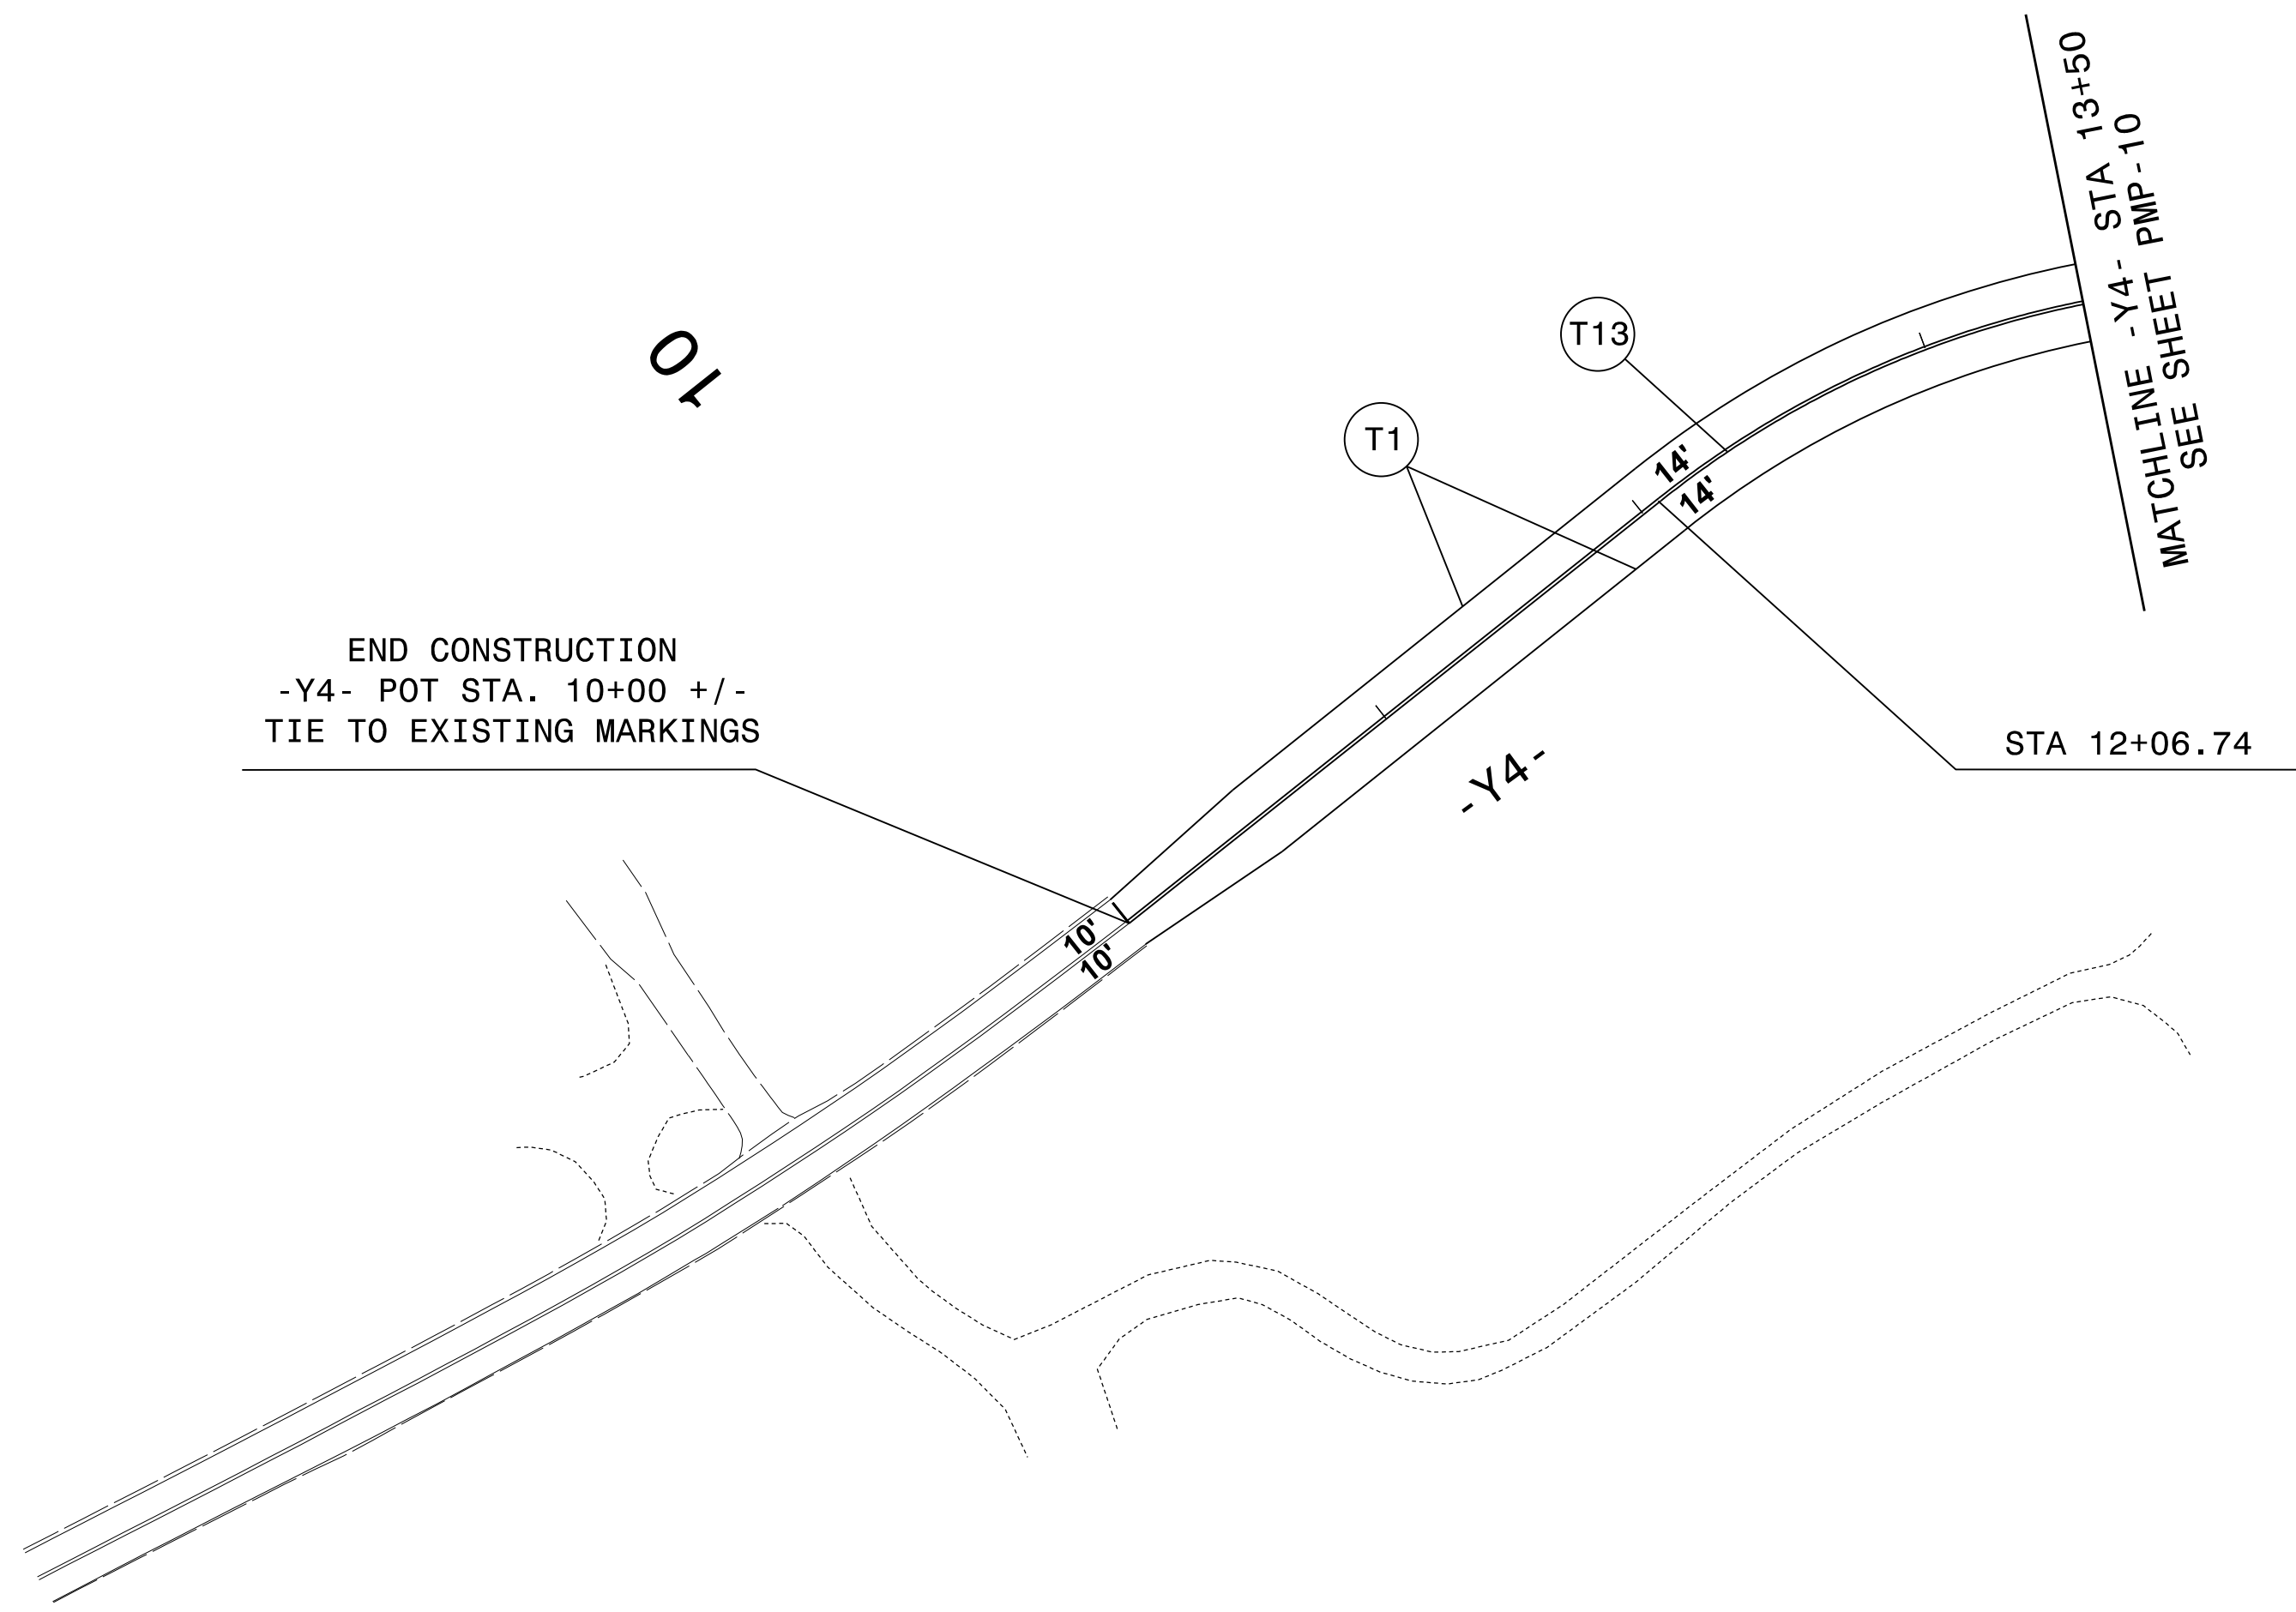 MATCHLINE -Y4- STA 13+50
SEE SHEET PMP-10
10
T13
T1
14'
14'
END CONSTRUCTION
-Y4- POT STA. 10+00 +/-
TIE TO EXISTING MARKINGS
STA 12+06.74
-Y4-
10'
10'